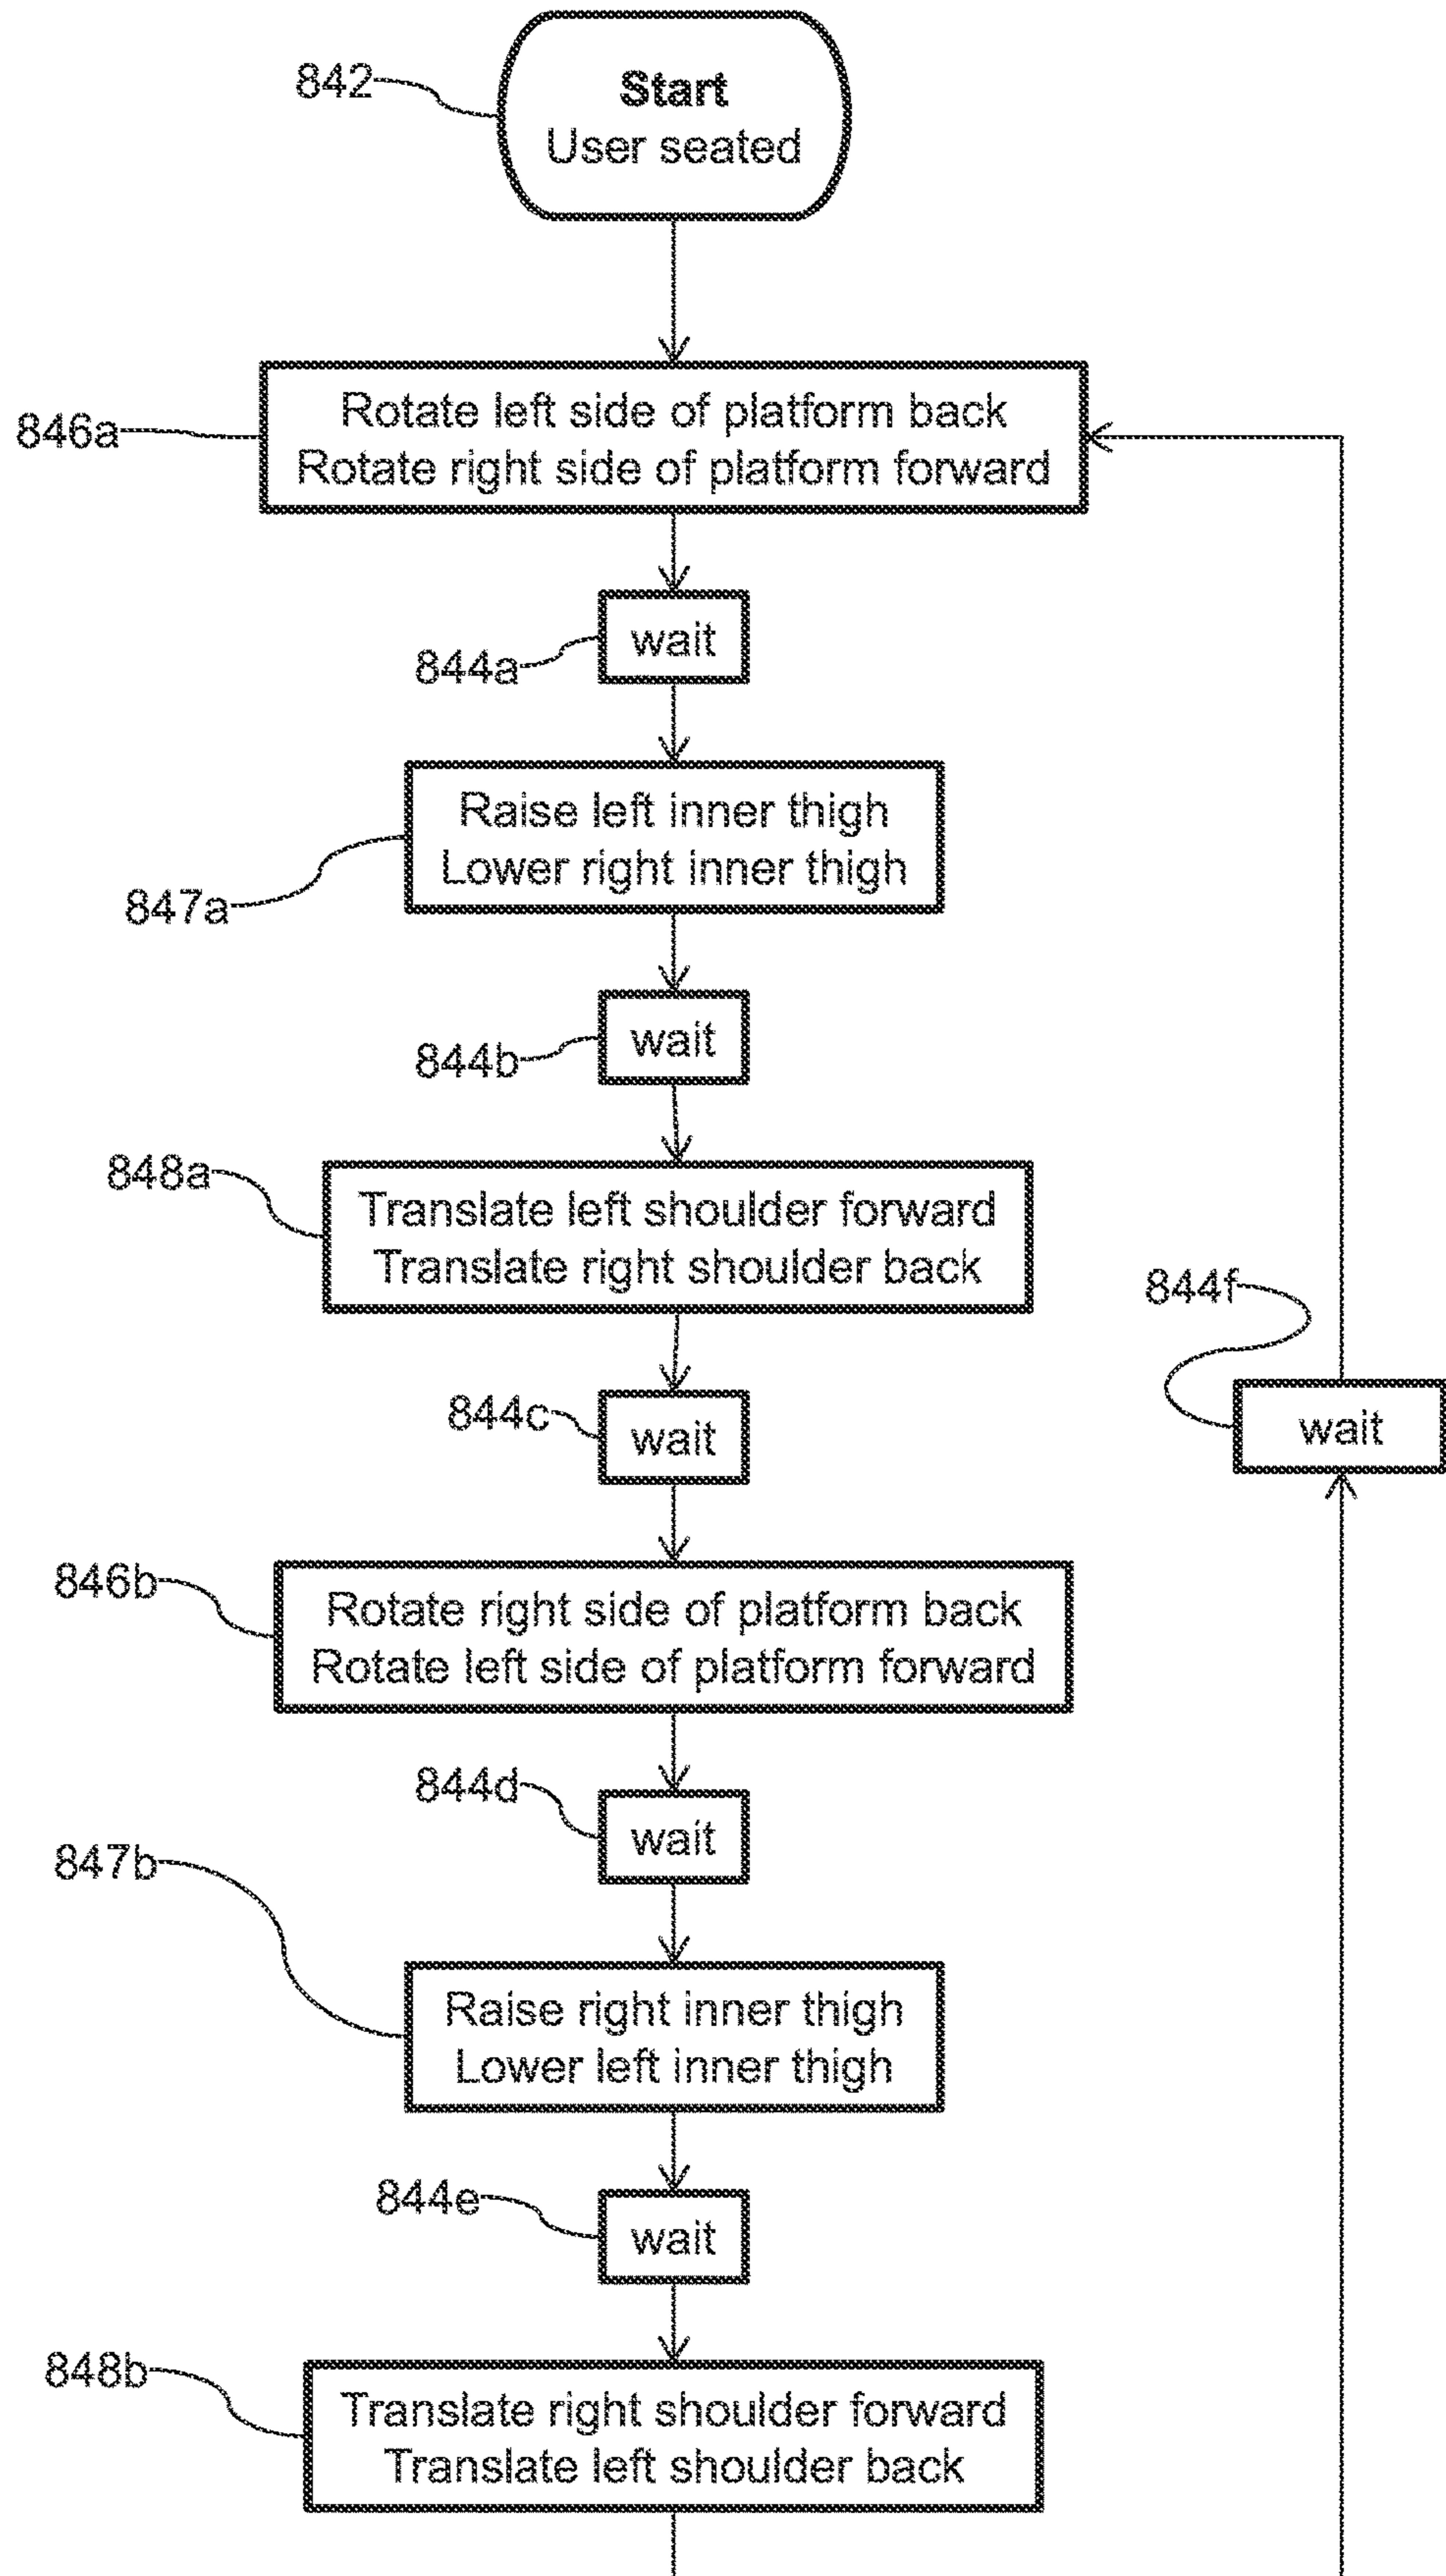 842
Start
User seated
846a
Rotate left side of platform back
Rotate right side of platform forward
844a
wait
847a
Raise left inner thigh
Lower right inner thigh
844b
wait
848a
Translate left shoulder forward
Translate right shoulder back
844f
wait
844c
wait
846b
Rotate right side of platform back
Rotate left side of platform forward
844d
wait
847b
Raise right inner thigh
Lower left inner thigh
844e
wait
848b
Translate right shoulder forward
Translate left shoulder back